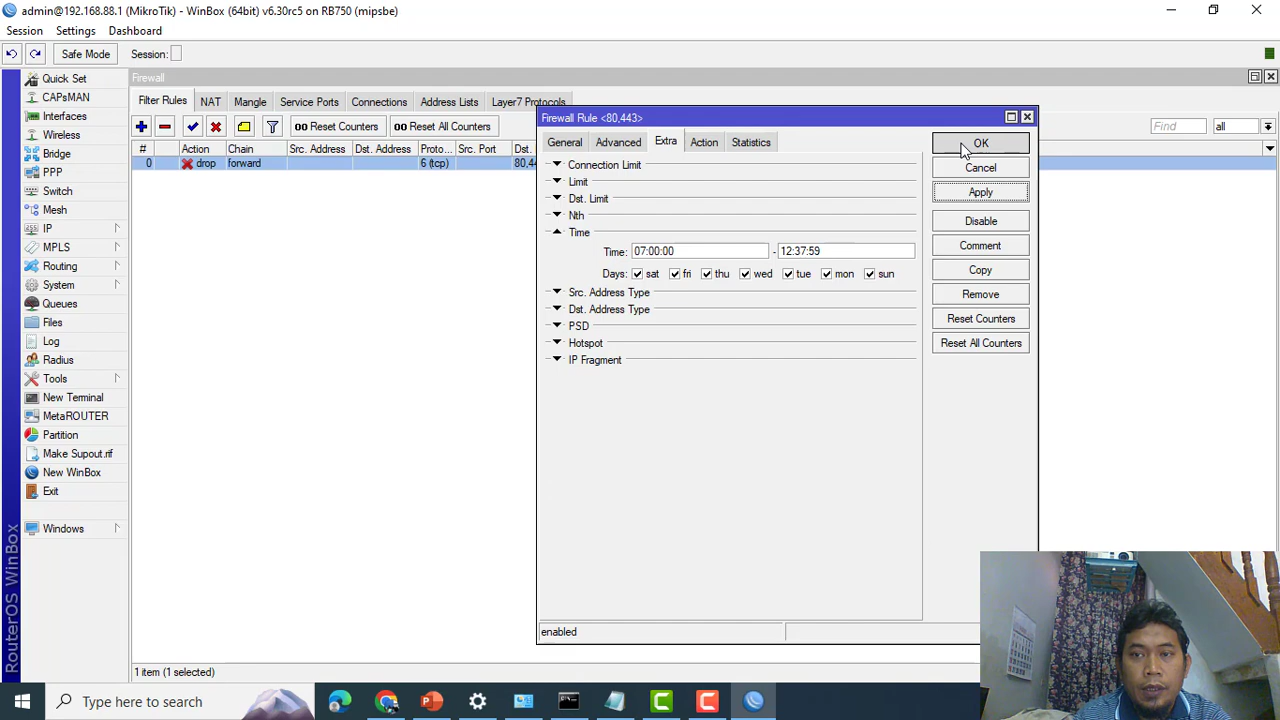 admin@192.168.88.1 (MikroTik) - WinBox (64bit) v6.30rc5 on RB750 (mipsbe)
Session Settings Dashboard
Safe Mode Session:
Quick Set
CAPsMAN
Interfaces
Wireless
Bridge
PPP
Switch
Mesh
IP
MPLS
Routing
System
Queues
Files
Log
Radius
Tools
New Terminal
MetaROUTER
Partition
Make Supout.rif
New WinBox
Exit
Windows
RouterOS WinBox
Firewall
Filter Rules NAT Mangle Service Ports Connections Address Lists Layer7 Protocols
00 Reset Counters 00 Reset All Counters Find all
# Action Chain Src. Address Dst. Address Proto... Src. Port Dst.
0 drop forward 6 (tcp) 80,44
1 item (1 selected)
Firewall Rule <80,443>
General Advanced Extra Action Statistics
Connection Limit
Limit
Dst. Limit
Nth
Time
Time: 07:00:00 - 12:37:59
Days: sat fri thu wed tue mon sun
Src. Address Type
Dst. Address Type
PSD
Hotspot
IP Fragment
OK
Cancel
Apply
Disable
Comment
Copy
Remove
Reset Counters
Reset All Counters
enabled
Type here to search